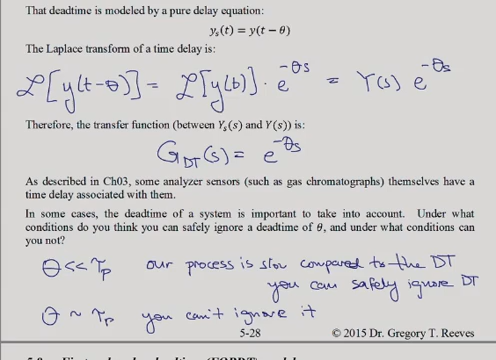 That deadtime is modeled by a pure delay equation:
yₛ(t) = y(t − θ)
The Laplace transform of a time delay is:
ℒ[y(t-θ)] = ℒ[y(t)] · e^{-θs} = Y(s) e^{-θs}
Therefore, the transfer function (between Yₛ(s) and Y(s)) is:
G_{DT}(s) = e^{-θs}
As described in Ch03, some analyzer sensors (such as gas chromatographs) themselves have a
time delay associated with them.
In some cases, the deadtime of a system is important to take into account. Under what
conditions do you think you can safely ignore a deadtime of θ, and under what conditions can
you not?
θ << τ_p our process is slow compared to the DT
you can safely ignore DT
θ ~ τ_p you can't ignore it
5-28 © 2015 Dr. Gregory T. Reeves